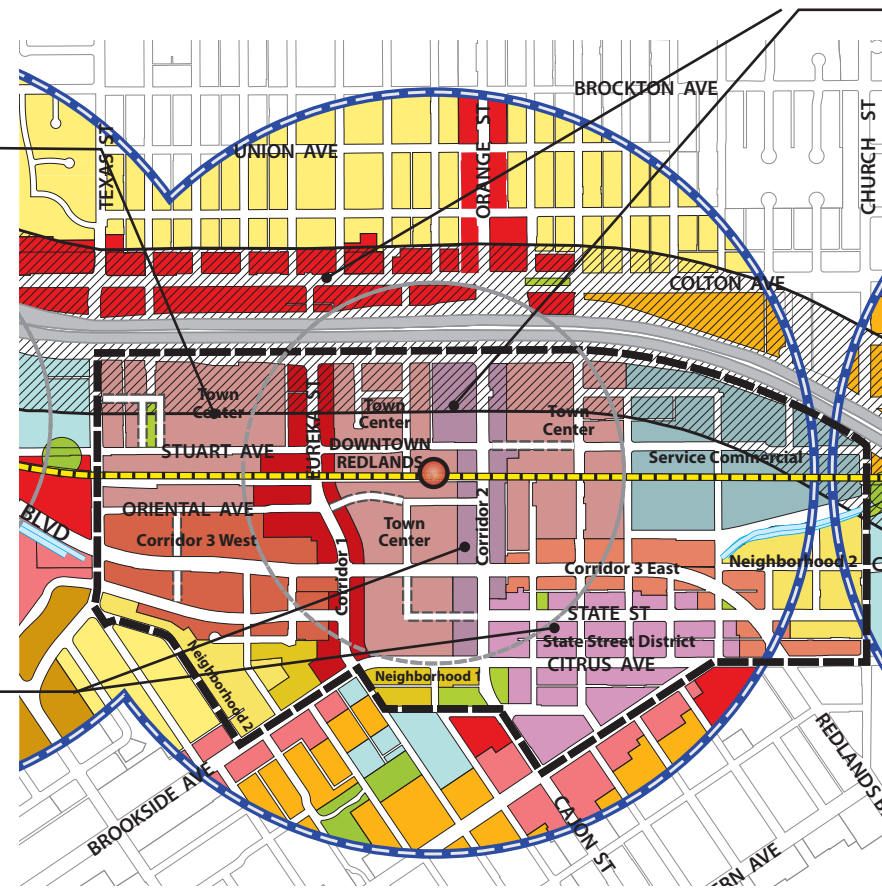 BROCKTON AVE
UNION AVE
TEXAS ST
ORANGE ST
CHURCH ST
COLTON AVE
Town
Center
Town
Center
Town
Center
EUREKA ST
STUART AVE
DOWNTOWN
REDLANDS
Service Commercial
ORIENTAL AVE
BLVD
Corridor 3 West
Town
Center
Corridor 2
Corridor 1
Corridor 3 East
Neighborhood 2
C
STATE ST
State Street District
CITRUS AVE
Neighborhood 1
Neighborhood 2
BROOKSIDE AVE
CAJON ST
REDLANDS B
ERN AVE